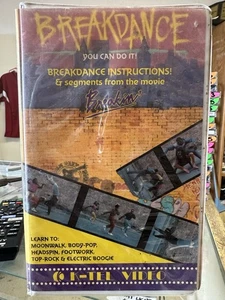 BREAKDANCE
YOU CAN DO IT!
BREAKDANCE INSTRUCTIONS!
& segments from the movie
Breakin'
LEARN TO:
MOONWALK, BODY-POP,
HEADSPIN, FOOTWORK,
TOP-ROCK & ELECTRIC BOOGIE
K-TEL VIDEO